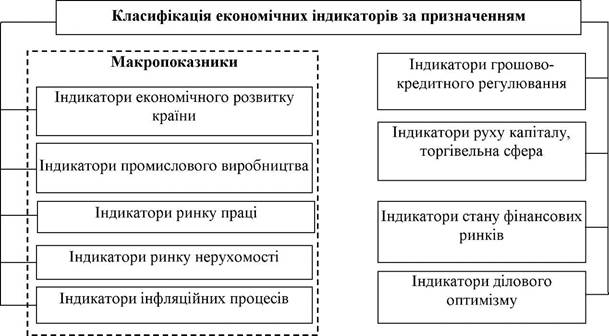 Класифікація економічних індикаторів за призначенням
Макропоказники
Індикатори економічного розвитку
країни
Індикатори промислового виробництва
Індикатори ринку праці
Індикатори ринку нерухомості
Індикатори інфляційних процесів
Індикатори грошово-
кредитного регулювання
Індикатори руху капіталу,
торгівельна сфера
Індикатори стану фінансових
ринків
Індикатори ділового
оптимізму